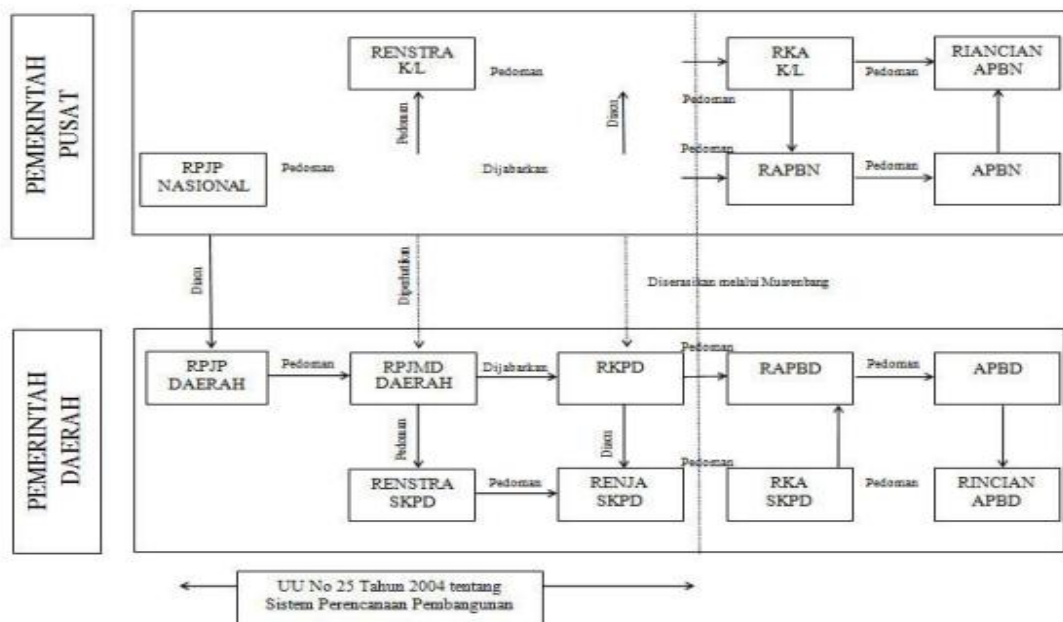 PEMERINTAH
PUSAT
RENSTRA
K/L
Pedoman
RKA
K/L
Pedoman
RIANCIAN
APBN
Pedoman
Diacu
Pedoman
RPJP
NASIONAL
Pedoman
Dijabarkan
Pedoman
RAPBN
Pedoman
APBN
Diacu
Diperhatikan
Diserasikan melalui Musrenbang
PEMERINTAH
DAERAH
RPJP
DAERAH
Pedoman
RPJMD
DAERAH
Dijabarkan
RKPD
Pedoman
RAPBD
Pedoman
APBD
Pedoman
Diacu
RENSTRA
SKPD
Pedoman
RENJA
SKPD
Pedoman
RKA
SKPD
Pedoman
RINCIAN
APBD
UU No 25 Tahun 2004 tentang
Sistem Perencanaan Pembangunan